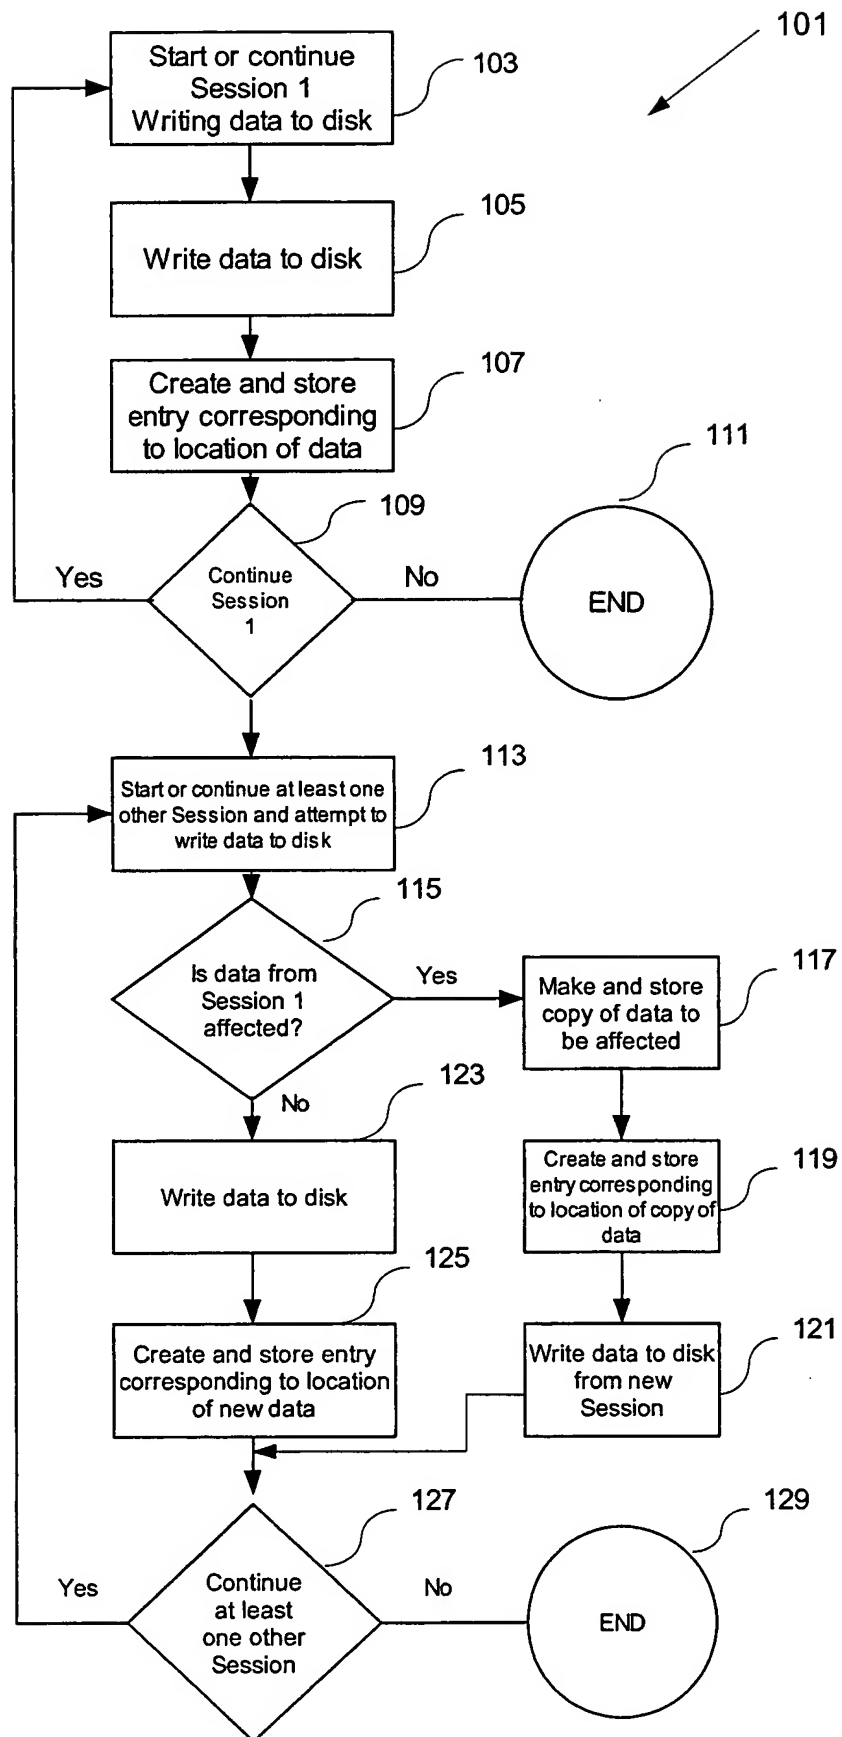 101
Start or continue
Session 1
Writing data to disk
103
Write data to disk
105
Create and store
entry corresponding
to location of data
107
109
Continue
Session
1
Yes
No
111
END
Start or continue at least one
other Session and attempt to
write data to disk
113
115
Is data from
Session 1
affected?
Yes
No
Make and store
copy of data to
be affected
117
123
Write data to disk
Create and store
entry corresponding
to location of copy of
data
119
125
Create and store entry
corresponding to location
of new data
Write data to disk
from new
Session
121
127
Continue
at least
one other
Session
Yes
No
129
END